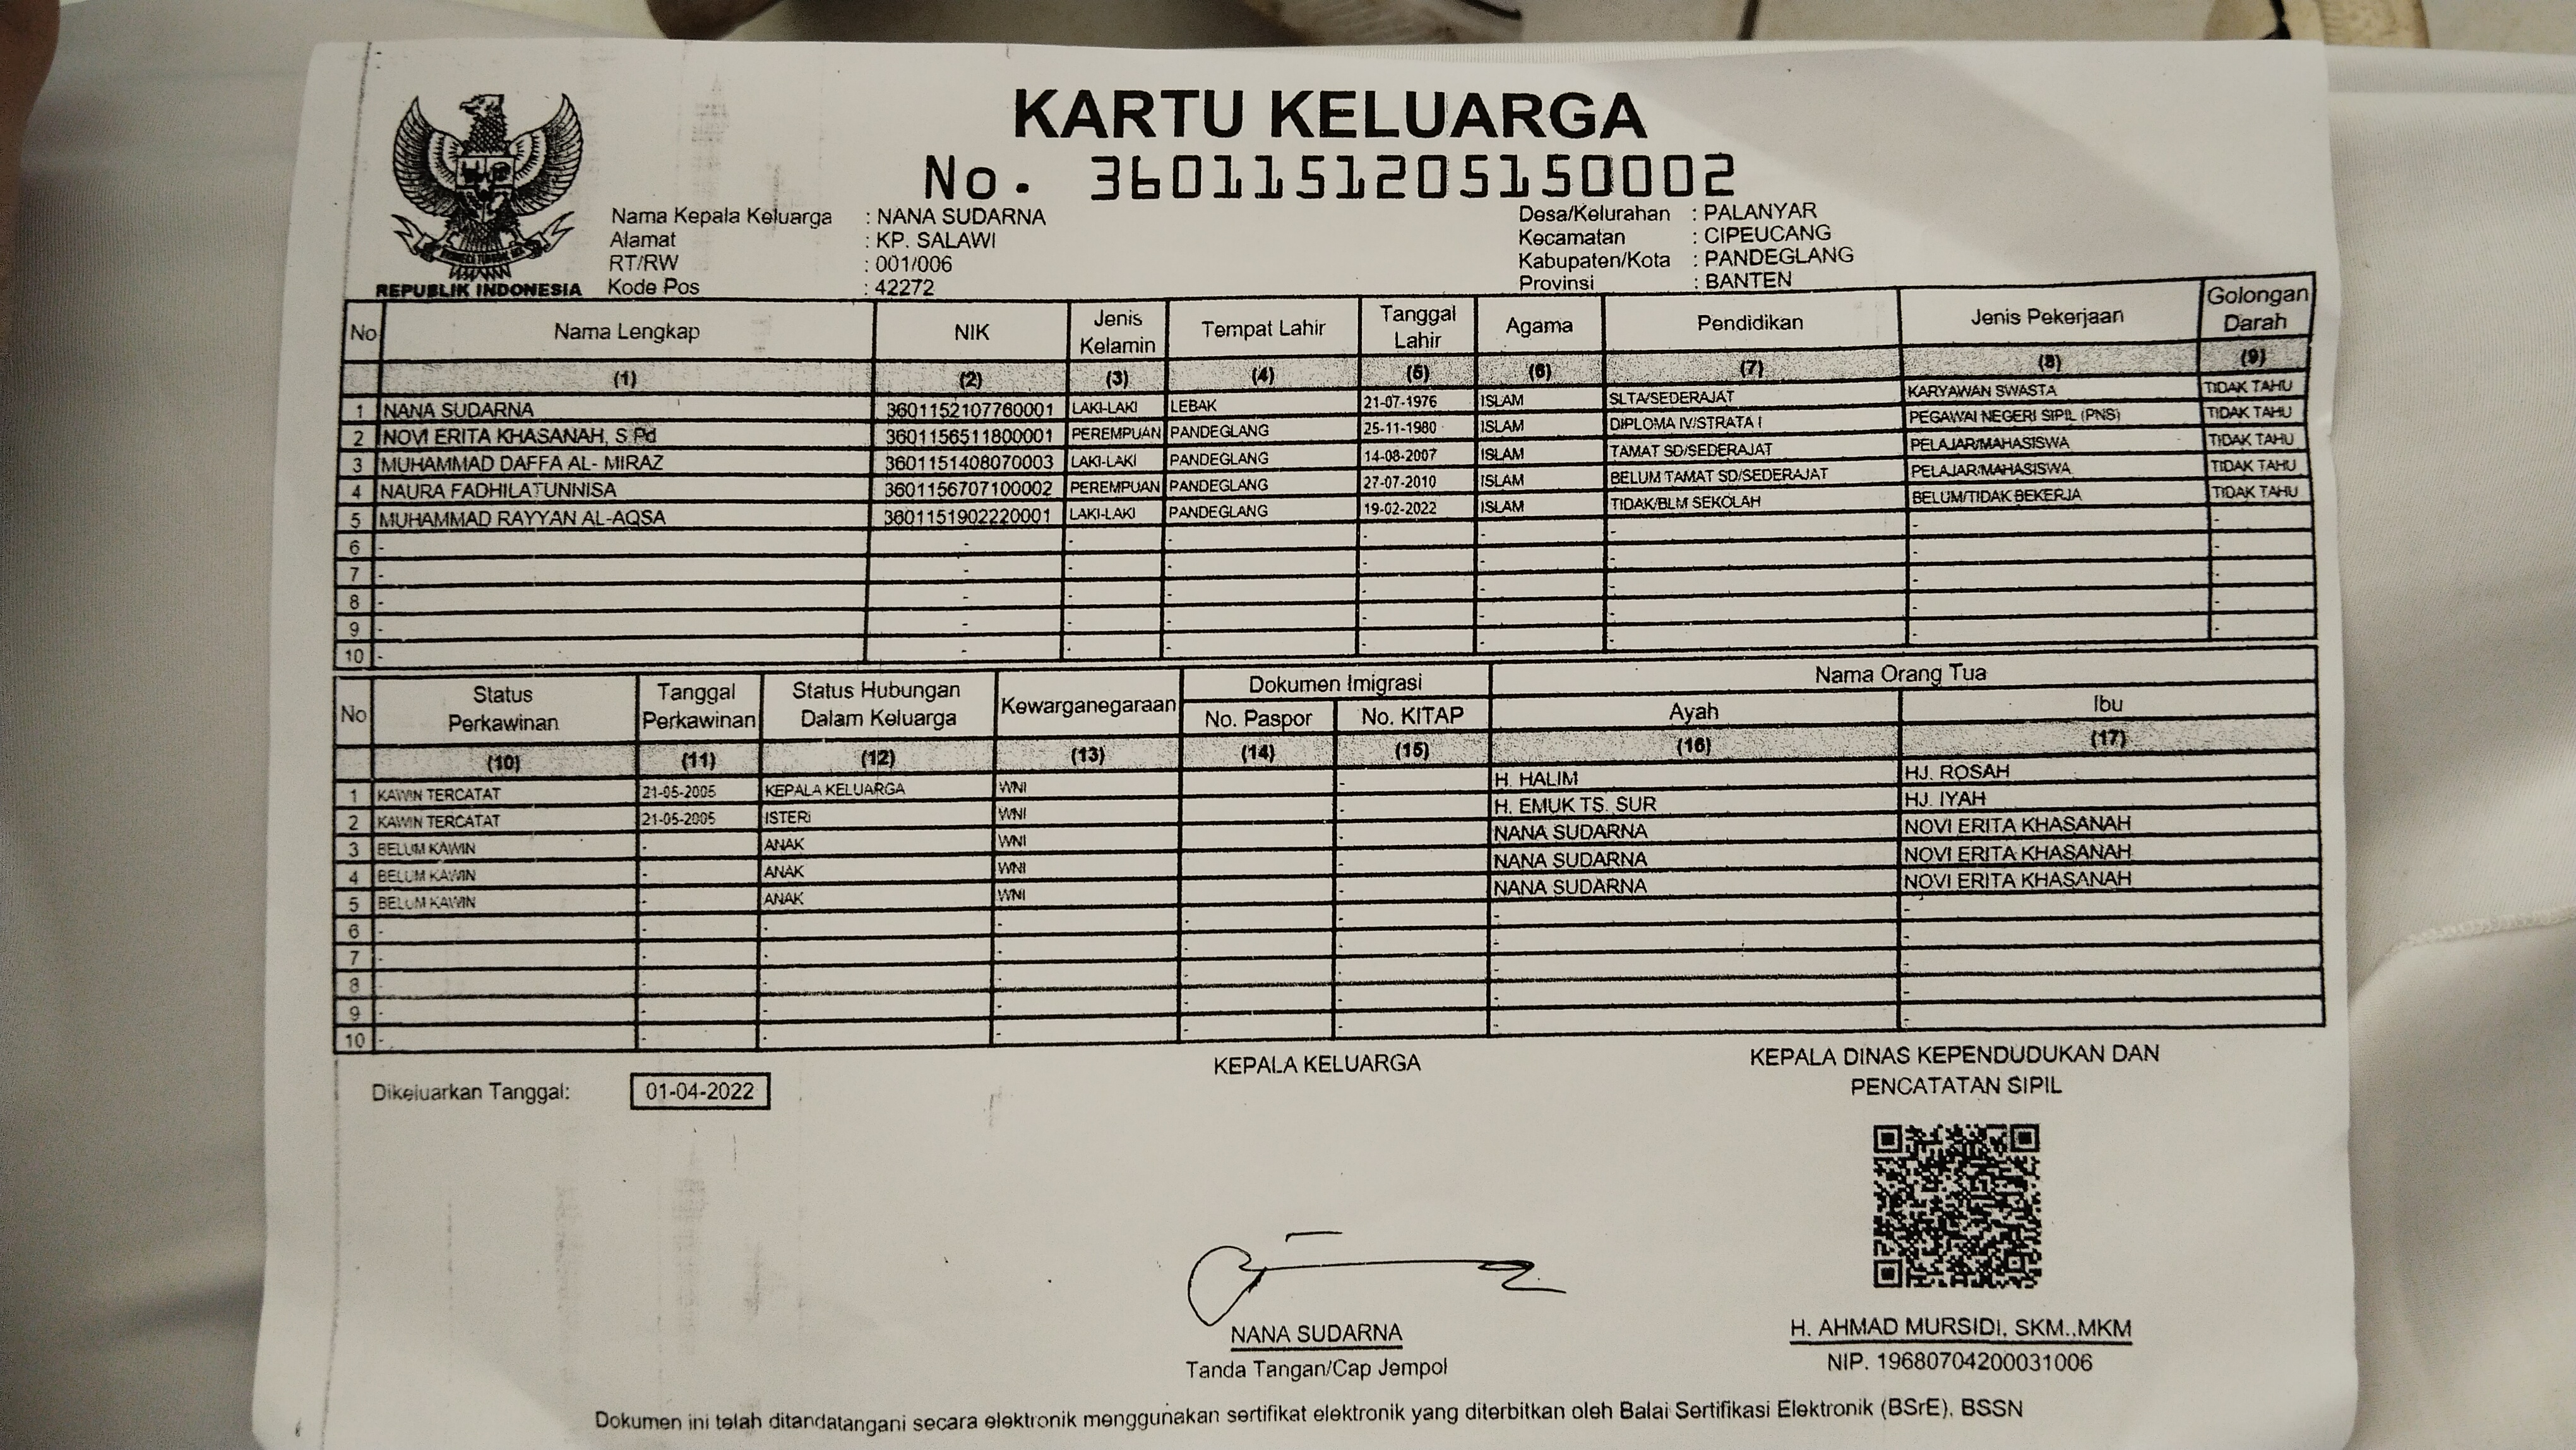 KARTU KELUARGA
No. 3601151205150002
REPUBLIK INDONESIA
Nama Kepala Keluarga : NANA SUDARNA
Alamat : KP. SALAWI
RT/RW : 001/006
Kode Pos : 42272
Desa/Kelurahan : PALANYAR
Kecamatan : CIPEUCANG
Kabupaten/Kota : PANDEGLANG
Provinsi : BANTEN
No Nama Lengkap NIK Jenis Kelamin Tempat Lahir Tanggal Lahir Agama Pendidikan Jenis Pekerjaan Golongan Darah
(1) (2) (3) (4) (5) (6) (7) (8) (9)
1 NANA SUDARNA 3601152107760001 LAKI-LAKI LEBAK 21-07-1976 ISLAM SLTA/SEDERAJAT KARYAWAN SWASTA TIDAK TAHU
2 NOVI ERITA KHASANAH, S.Pd 3601156511800001 PEREMPUAN PANDEGLANG 25-11-1980 ISLAM DIPLOMA IV/STRATA I PEGAWAI NEGERI SIPIL (PNS) TIDAK TAHU
3 MUHAMMAD DAFFA AL- MIRAZ 3601151408070003 LAKI-LAKI PANDEGLANG 14-08-2007 ISLAM TAMAT SD/SEDERAJAT PELAJAR/MAHASISWA TIDAK TAHU
4 NAURA FADHILATUNNISA 3601156707100002 PEREMPUAN PANDEGLANG 27-07-2010 ISLAM BELUM TAMAT SD/SEDERAJAT PELAJAR/MAHASISWA TIDAK TAHU
5 MUHAMMAD RAYYAN AL-AQSA 3601151902220001 LAKI-LAKI PANDEGLANG 19-02-2022 ISLAM TIDAK/BLM SEKOLAH BELUM/TIDAK BEKERJA TIDAK TAHU
6 - - - - - - - - -
7 - - - - - - - - -
8 - - - - - - - - -
9 - - - - - - - - -
10 - - - - - - - - -
No Status Perkawinan Tanggal Perkawinan Status Hubungan Dalam Keluarga Kewarganegaraan Dokumen Imigrasi Nama Orang Tua
No. Paspor No. KITAP Ayah Ibu
(10) (11) (12) (13) (14) (15) (16) (17)
1 KAWIN TERCATAT 21-05-2005 KEPALA KELUARGA WNI - H. HALIM HJ. ROSAH
2 KAWIN TERCATAT 21-05-2005 ISTERI WNI - H. EMUK TS. SUR HJ. IYAH
3 BELUM KAWIN - ANAK WNI - NANA SUDARNA NOVI ERITA KHASANAH
4 BELUM KAWIN - ANAK WNI - NANA SUDARNA NOVI ERITA KHASANAH
5 BELUM KAWIN - ANAK WNI - NANA SUDARNA NOVI ERITA KHASANAH
6 - - - - - - - -
7 - - - - - - - -
8 - - - - - - - -
9 - - - - - - - -
10 - - - - - - - -
Dikeluarkan Tanggal: 01-04-2022
KEPALA KELUARGA
KEPALA DINAS KEPENDUDUKAN DAN
PENCATATAN SIPIL
NANA SUDARNA
Tanda Tangan/Cap Jempol
H. AHMAD MURSIDI, SKM.,MKM
NIP. 19680704200031006
Dokumen ini telah ditandatangani secara elektronik menggunakan sertifikat elektronik yang diterbitkan oleh Balai Sertifikasi Elektronik (BSrE), BSSN